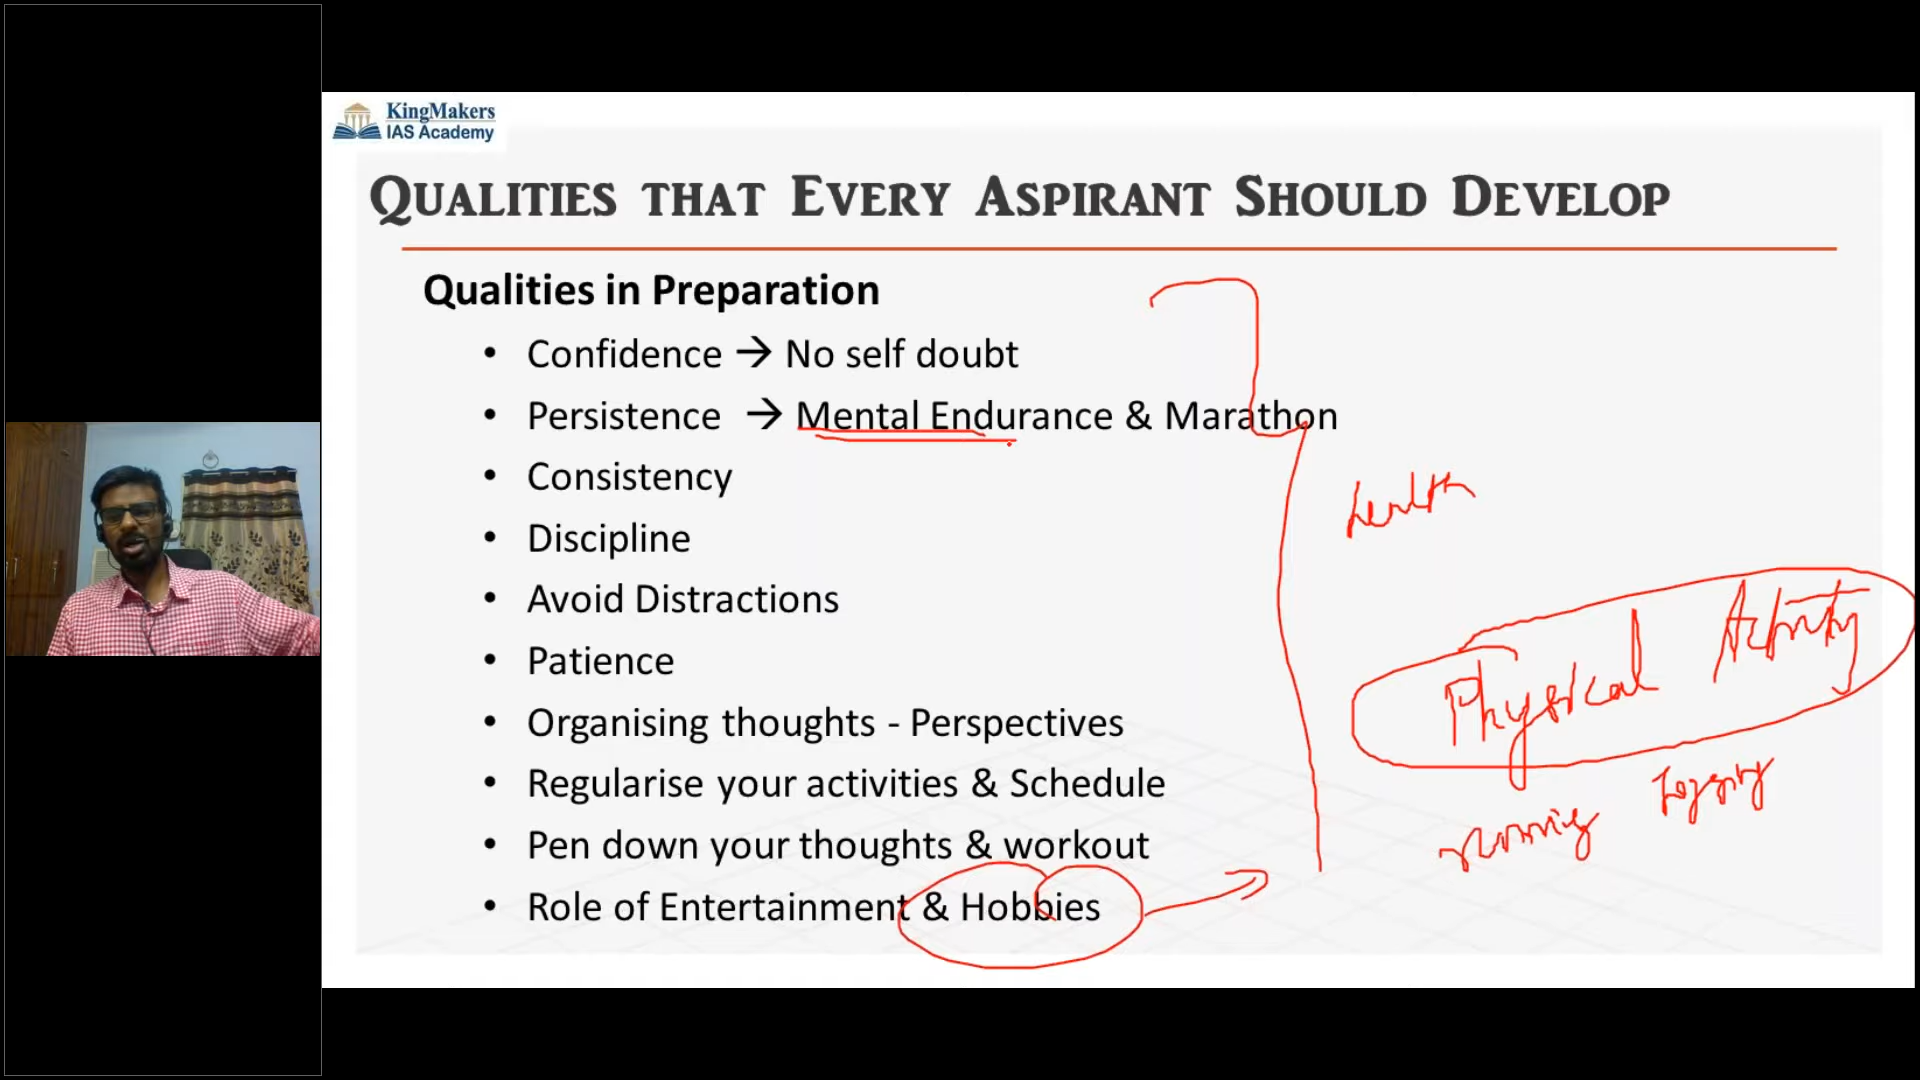 KingMakers
IAS Academy
Qualities that Every Aspirant Should Develop
Qualities in Preparation
• Confidence → No self doubt
• Persistence → Mental Endurance & Marathon
• Consistency
• Discipline
• Avoid Distractions
• Patience
• Organising thoughts - Perspectives
• Regularise your activities & Schedule
• Pen down your thoughts & workout
• Role of Entertainment & Hobbies
health
Physical Activity
running
Jogging